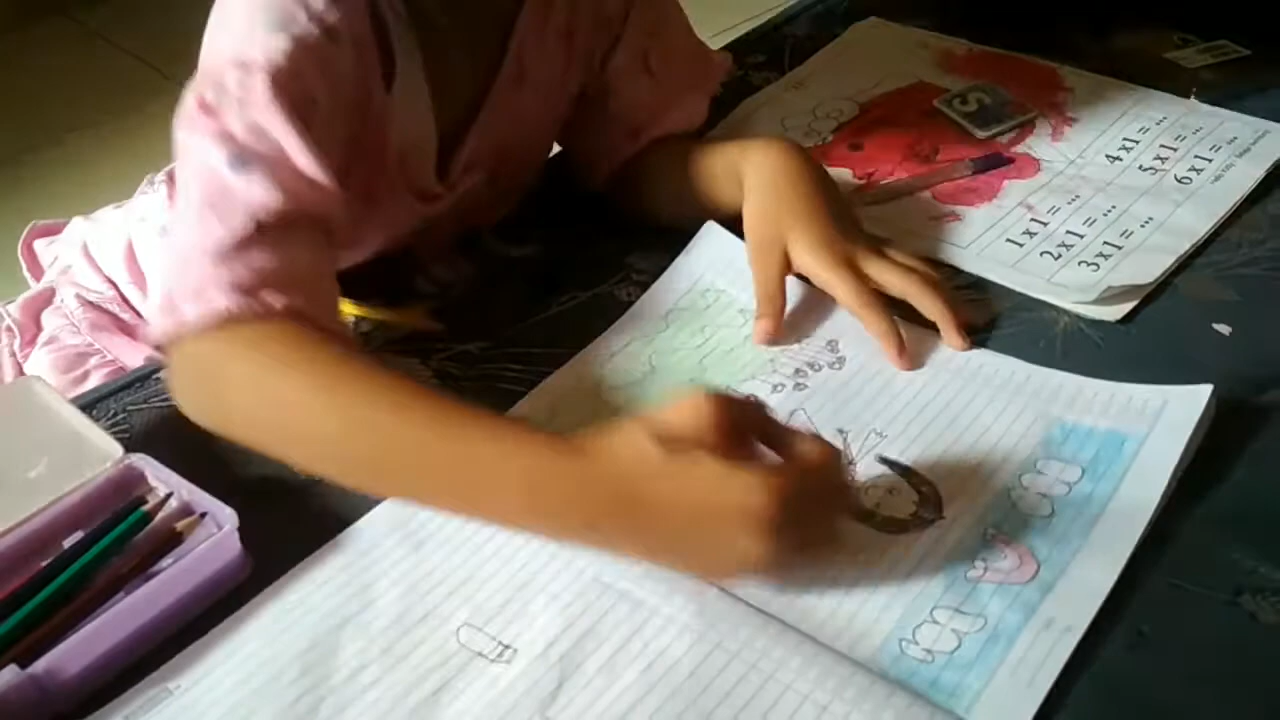 1x1= ...
2x1= ...
3x1= ...
4x1= ...
5x1= ...
6x1= ...
S